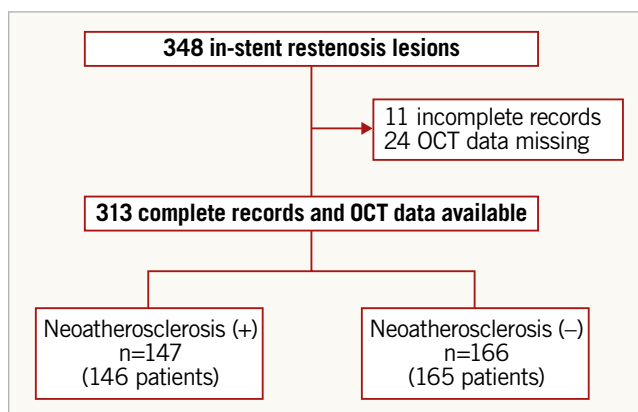 348 in-stent restenosis lesions
11 incomplete records
24 OCT data missing
313 complete records and OCT data available
Neoatherosclerosis (+)
n=147
(146 patients)
Neoatherosclerosis (–)
n=166
(165 patients)